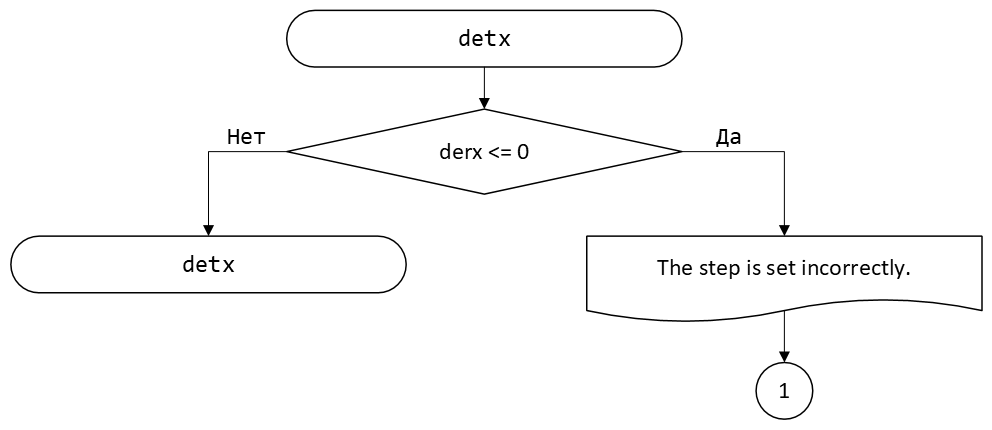 detx
Нет
derx <= 0
Да
detx
The step is set incorrectly.
1